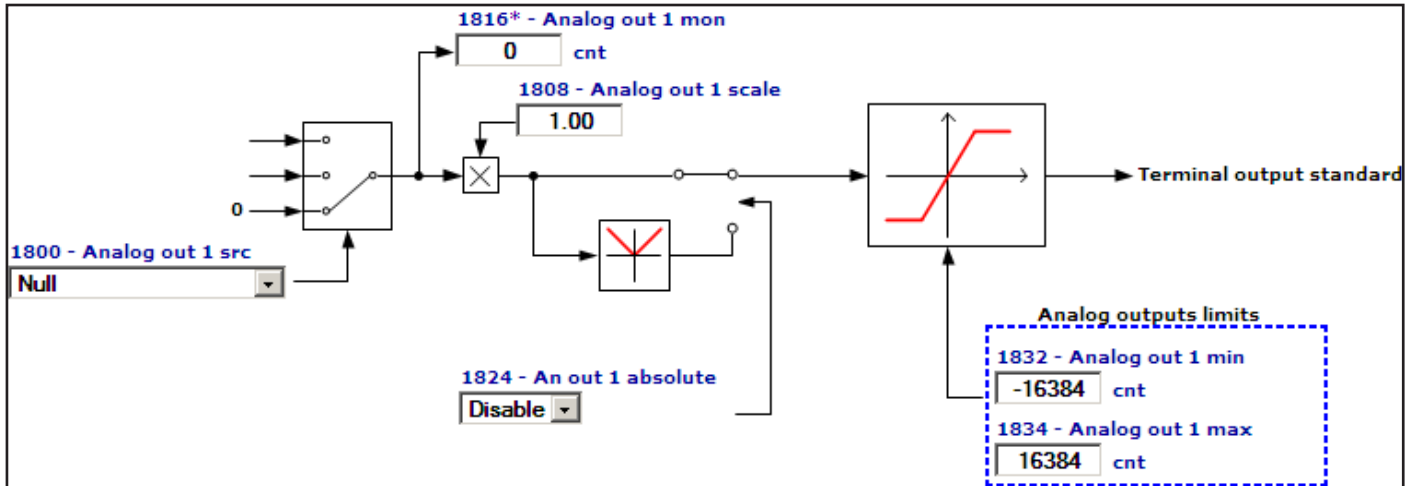 1816* - Analog out 1 mon
0 cnt
1808 - Analog out 1 scale
1.00
0
Terminal output standard
1800 - Analog out 1 src
Null
Analog outputs limits
1832 - Analog out 1 min
-16384 cnt
1824 - An out 1 absolute
Disable
1834 - Analog out 1 max
16384 cnt